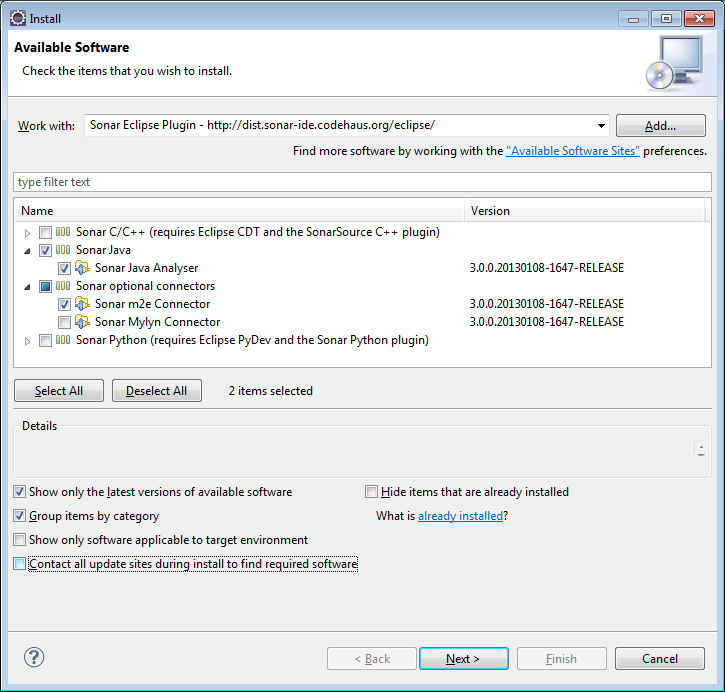 Install
Available Software
Check the items that you wish to install.
Work with: Sonar Eclipse Plugin - http://dist.sonar-ide.codehaus.org/eclipse/ Add...
Find more software by working with the "Available Software Sites" preferences.
type filter text
Name Version
Sonar C/C++ (requires Eclipse CDT and the SonarSource C++ plugin)
Sonar Java
Sonar Java Analyser 3.0.0.20130108-1647-RELEASE
Sonar optional connectors
Sonar m2e Connector 3.0.0.20130108-1647-RELEASE
Sonar Mylyn Connector 3.0.0.20130108-1647-RELEASE
Sonar Python (requires Eclipse PyDev and the Sonar Python plugin)
Select All Deselect All 2 items selected
Details
Show only the latest versions of available software Hide items that are already installed
Group items by category What is already installed?
Show only software applicable to target environment
Contact all update sites during install to find required software
? < Back Next > Finish Cancel